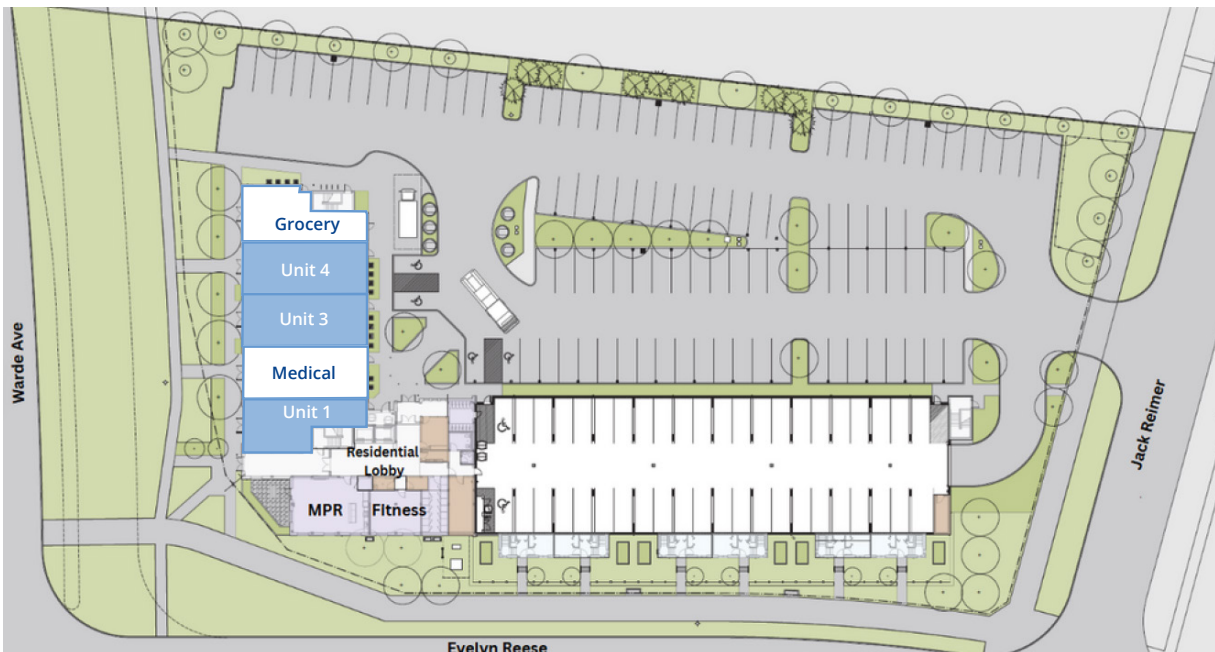 Grocery
Unit 4
Unit 3
Medical
Unit 1
Residential
Lobby
MPR
FItness
Warde Ave
Jack Reimer
Evelyn Reese